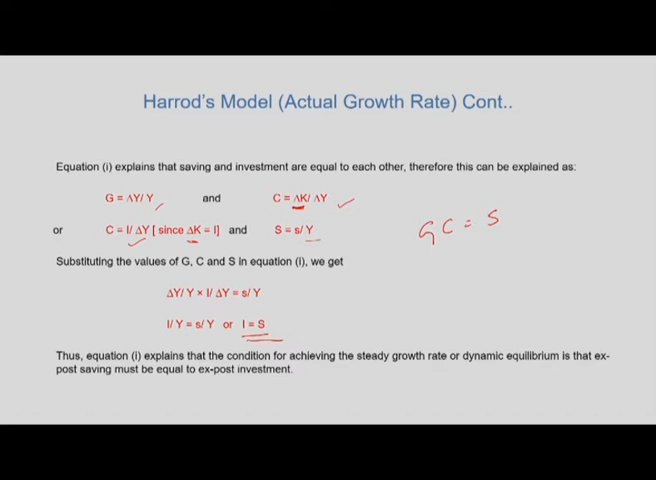 Harrod's Model (Actual Growth Rate) Cont..
Equation (i) explains that saving and investment are equal to each other, therefore this can be explained as:
G = ΔY/ Y and C = ΔK/ ΔY
or C = I/ ΔY [ since ΔK = I] and S = s/ Y
GC = S
Substituting the values of G, C and S in equation (I), we get
ΔY/ Y × I/ ΔY = s/ Y
I/ Y = s/ Y or I = S
Thus, equation (i) explains that the condition for achieving the steady growth rate or dynamic equilibrium is that ex-
post saving must be equal to ex-post investment.